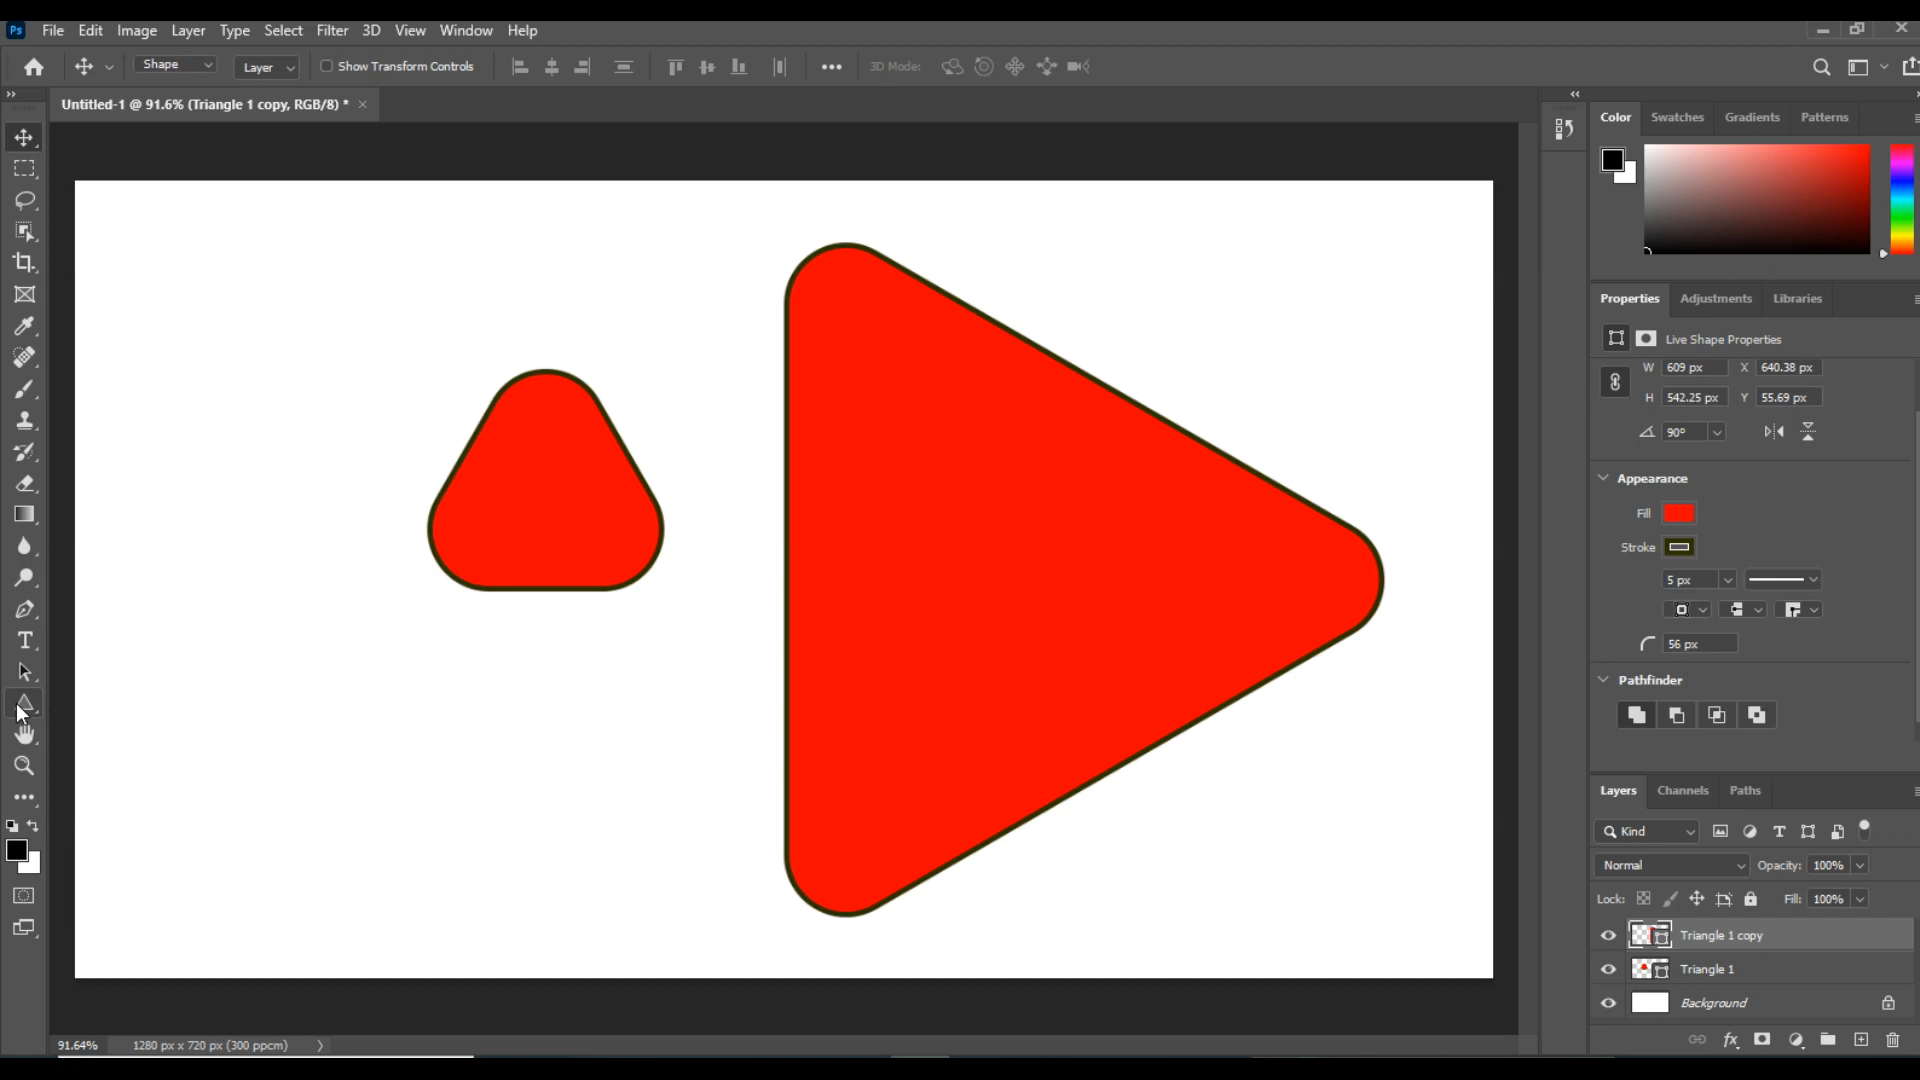 Ps File Edit Image Layer Type Select Filter 3D View Window Help
Shape Layer Show Transform Controls 3D Mode:
Untitled-1 @ 91.6% (Triangle 1 copy, RGB/8) *
Color Swatches Gradients Patterns
Properties Adjustments Libraries
Live Shape Properties
W 609 px X 640.38 px
H 542.25 px Y 55.69 px
90°
Appearance
Fill
Stroke
5 px
56 px
Pathfinder
Layers Channels Paths
Kind
Normal Opacity: 100%
Lock: Fill: 100%
Triangle 1 copy
Triangle 1
Background
91.64% 1280 px x 720 px (300 ppcm)